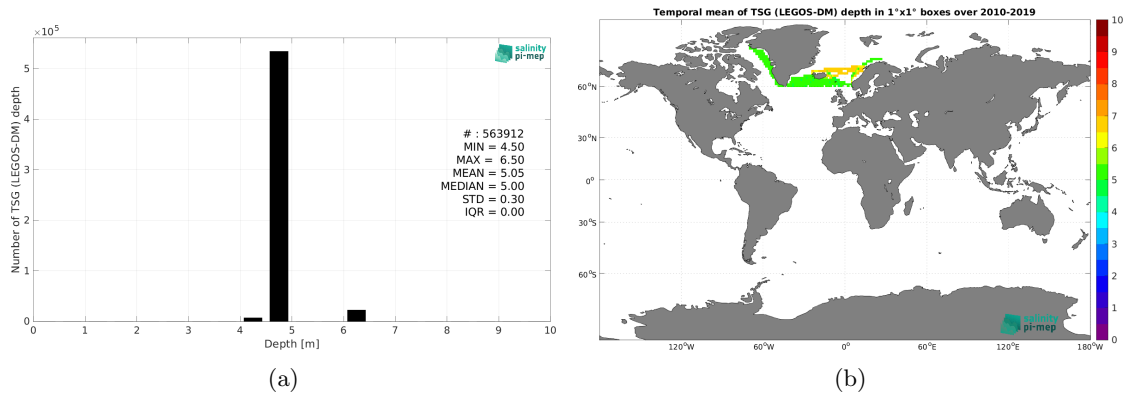 ×10⁵
5
4
3
2
1
0
Number of TSG (LEGOS-DM) depth
salinity
pi-mep
# : 563912
MIN = 4.50
MAX = 6.50
MEAN = 5.05
MEDIAN = 5.00
STD = 0.30
IQR = 0.00
0 1 2 3 4 5 6 7 8 9 10
Depth [m]
(a)
Temporal mean of TSG (LEGOS-DM) depth in 1°x1° boxes over 2010-2019
60°N
30°N
0°
30°S
60°S
120°W 60°W 0° 60°E 120°E 180°W
salinity
pi-mep
10
9
8
7
6
5
4
3
2
1
0
(b)